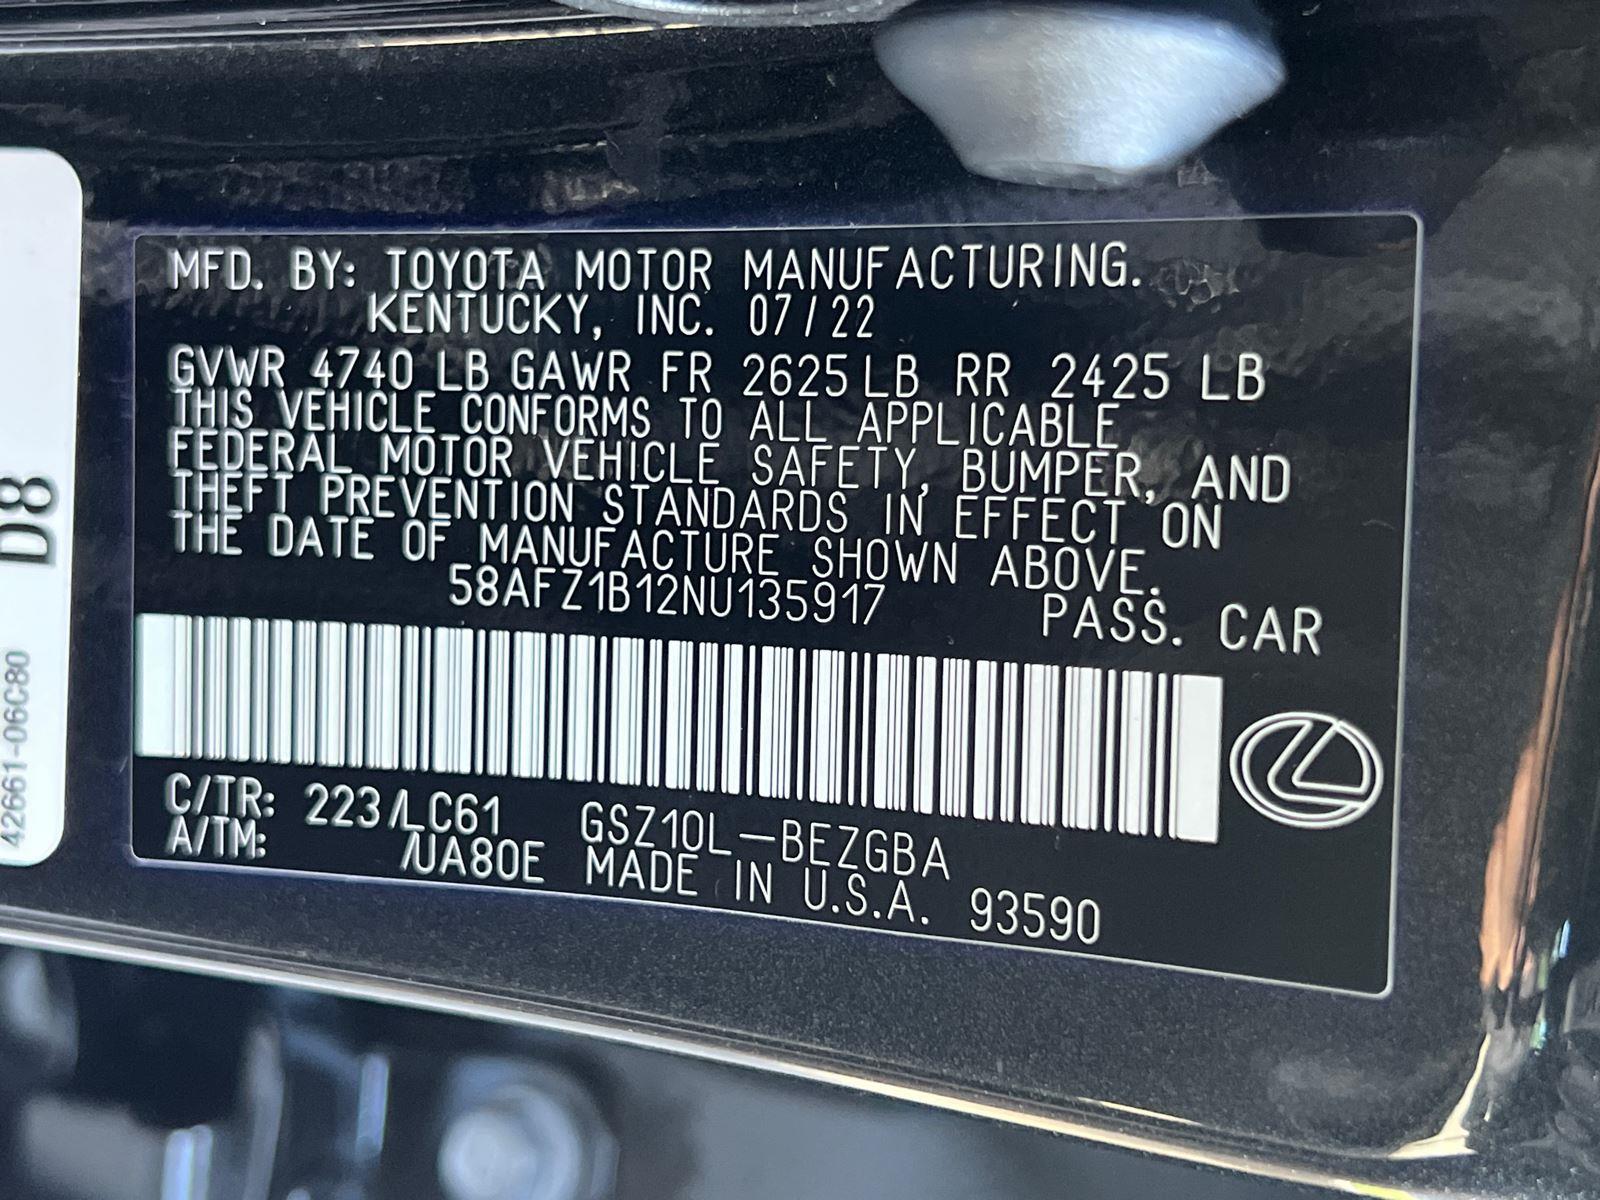 MFD. BY: TOYOTA MOTOR MANUFACTURING.
KENTUCKY, INC. 07/22
GVWR 4740 LB GAWR FR 2625 LB RR 2425 LB
THIS VEHICLE CONFORMS TO ALL APPLICABLE
FEDERAL MOTOR VEHICLE SAFETY, BUMPER, AND
THEFT PREVENTION STANDARDS IN EFFECT ON
THE DATE OF MANUFACTURE SHOWN ABOVE.
58AFZ1B12NU135917 PASS. CAR
C/TR: 223/LC61 GSZ10L-BEZGBA
A/TM: /UA80E MADE IN U.S.A. 93590
D8
42661-06C80